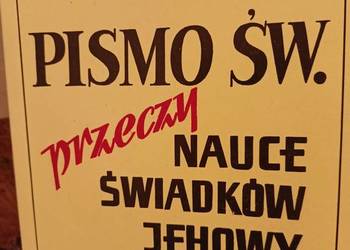 PISMO ŚW.
przeczy
NAUCE
ŚWIADKÓW
JEHOWY